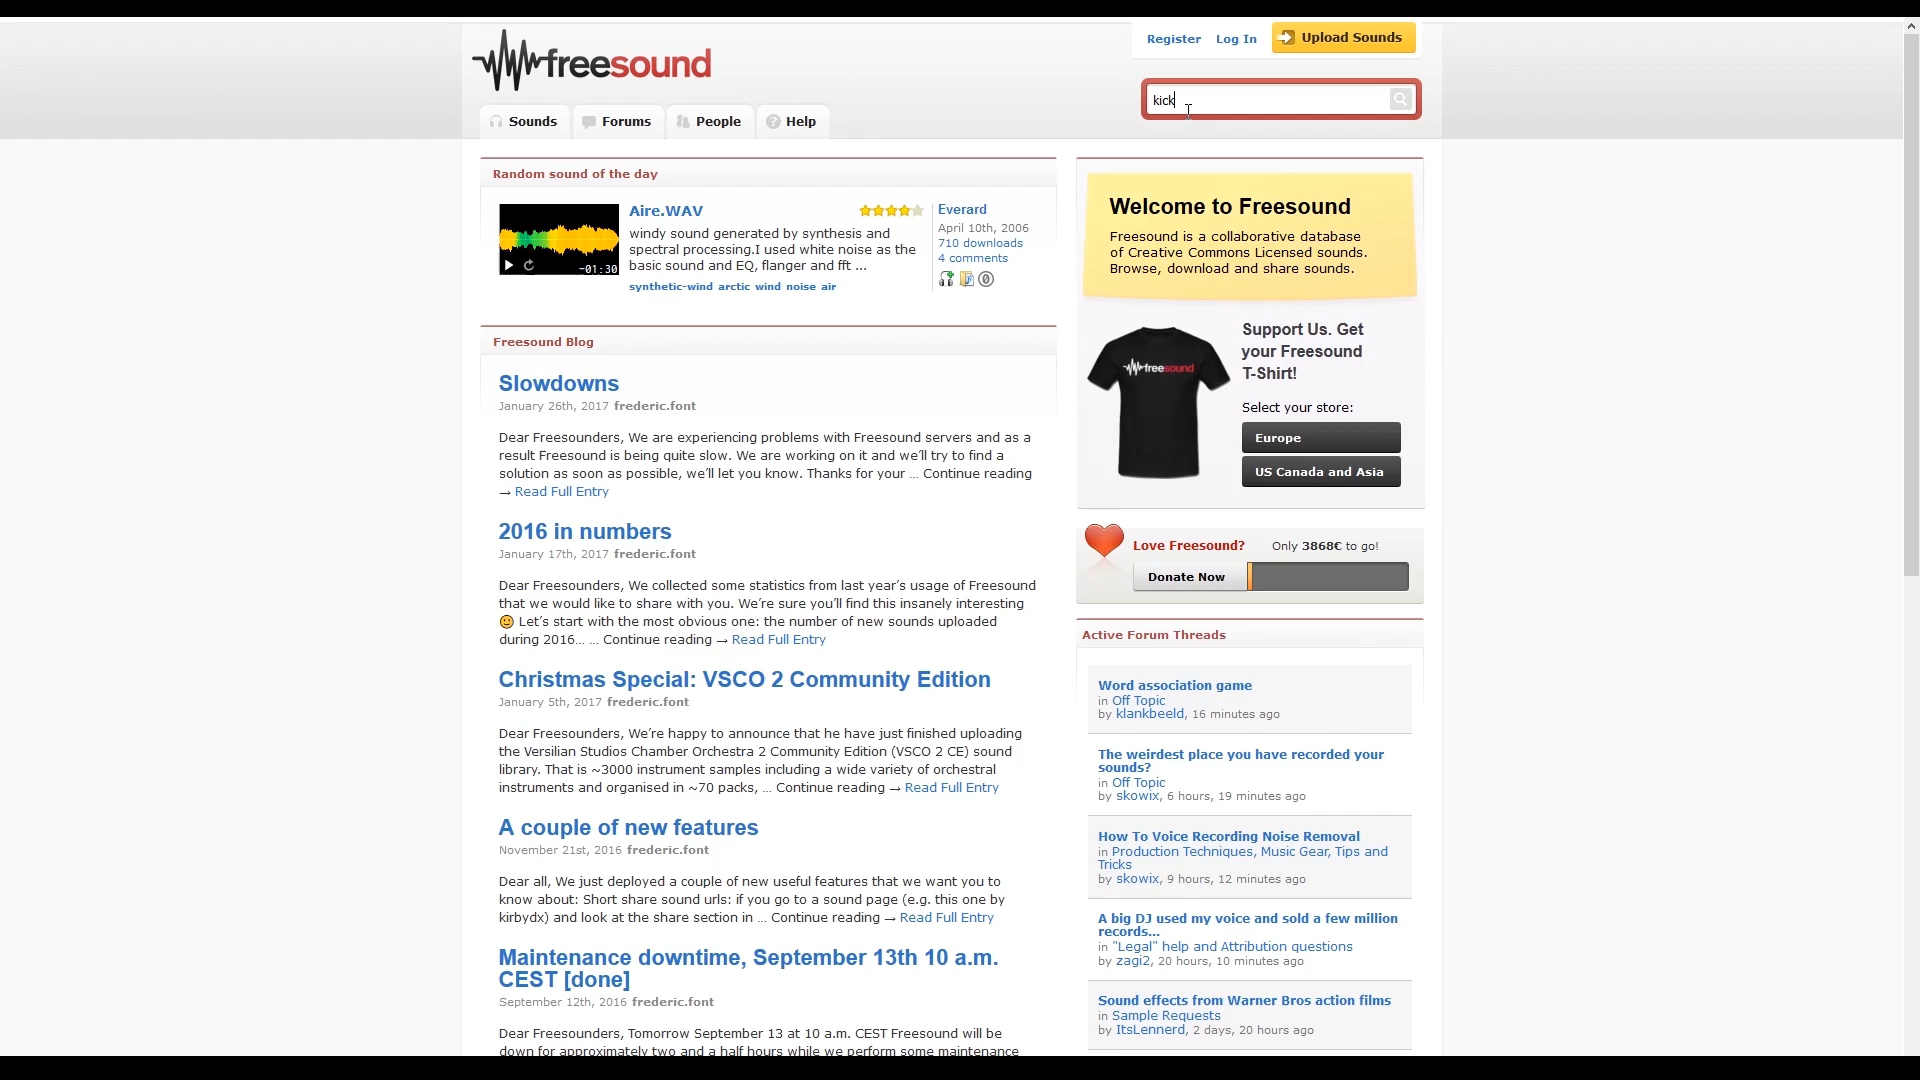 Register Log In Upload Sounds
freesound
kick
Sounds Forums People Help
Random sound of the day
Aire.WAV
windy sound generated by synthesis and
spectral processing.I used white noise as the
basic sound and EQ, flanger and fft ...
synthetic-wind arctic wind noise air
-01:30
Everard
April 10th, 2006
710 downloads
4 comments
Freesound Blog
Slowdowns
January 26th, 2017 frederic.font
Dear Freesounders, We are experiencing problems with Freesound servers and as a
result Freesound is being quite slow. We are working on it and we'll try to find a
solution as soon as possible, we'll let you know. Thanks for your ... Continue reading
→ Read Full Entry
2016 in numbers
January 17th, 2017 frederic.font
Dear Freesounders, We collected some statistics from last year's usage of Freesound
that we would like to share with you. We're sure you'll find this insanely interesting
🙂 Let's start with the most obvious one: the number of new sounds uploaded
during 2016... ... Continue reading → Read Full Entry
Christmas Special: VSCO 2 Community Edition
January 5th, 2017 frederic.font
Dear Freesounders, We're happy to announce that he have just finished uploading
the Versilian Studios Chamber Orchestra 2 Community Edition (VSCO 2 CE) sound
library. That is ~3000 instrument samples including a wide variety of orchestral
instruments and organised in ~70 packs, ... Continue reading → Read Full Entry
A couple of new features
November 21st, 2016 frederic.font
Dear all, We just deployed a couple of new useful features that we want you to
know about: Short share sound urls: if you go to a sound page (e.g. this one by
kirbydx) and look at the share section in ... Continue reading → Read Full Entry
Maintenance downtime, September 13th 10 a.m.
CEST [done]
September 12th, 2016 frederic.font
Dear Freesounders, Tomorrow September 13 at 10 a.m. CEST Freesound will be
down for approximately two and a half hours while we perform some maintenance
Welcome to Freesound
Freesound is a collaborative database
of Creative Commons Licensed sounds.
Browse, download and share sounds.
freesound
Support Us. Get
your Freesound
T-Shirt!
Select your store:
Europe
US Canada and Asia
Love Freesound? Only 3868€ to go!
Donate Now
Active Forum Threads
Word association game
in Off Topic
by klankbeeld, 16 minutes ago
The weirdest place you have recorded your
sounds?
in Off Topic
by skowix, 6 hours, 19 minutes ago
How To Voice Recording Noise Removal
in Production Techniques, Music Gear, Tips and
Tricks
by skowix, 9 hours, 12 minutes ago
A big DJ used my voice and sold a few million
records...
in "Legal" help and Attribution questions
by zagi2, 20 hours, 10 minutes ago
Sound effects from Warner Bros action films
in Sample Requests
by ItsLennerd, 2 days, 20 hours ago